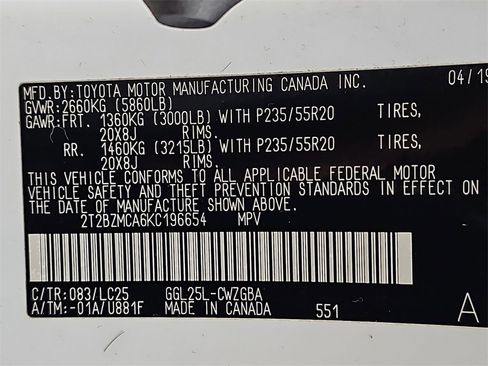 MFD.BY:TOYOTA MOTOR MANUFACTURING CANADA INC. 04/19
GVWR:2660KG (5860LB)
GAWR:FRT. 1360KG (3000LB) WITH P235/55R20 TIRES,
20X8J RIMS.
RR. 1460KG (3215LB) WITH P235/55R20 TIRES,
20X8J RIMS.
THIS VEHICLE CONFORMS TO ALL APPLICABLE FEDERAL MOTOR
VEHICLE SAFETY AND THEFT PREVENTION STANDARDS IN EFFECT ON
THE DATE OF MANUFACTURE SHOWN ABOVE.
2T2BZMCA6KC196654 MPV
C/TR:083/LC25 GGL25L-CWZGBA
A/TM:-01A/U881F MADE IN CANADA 551 A